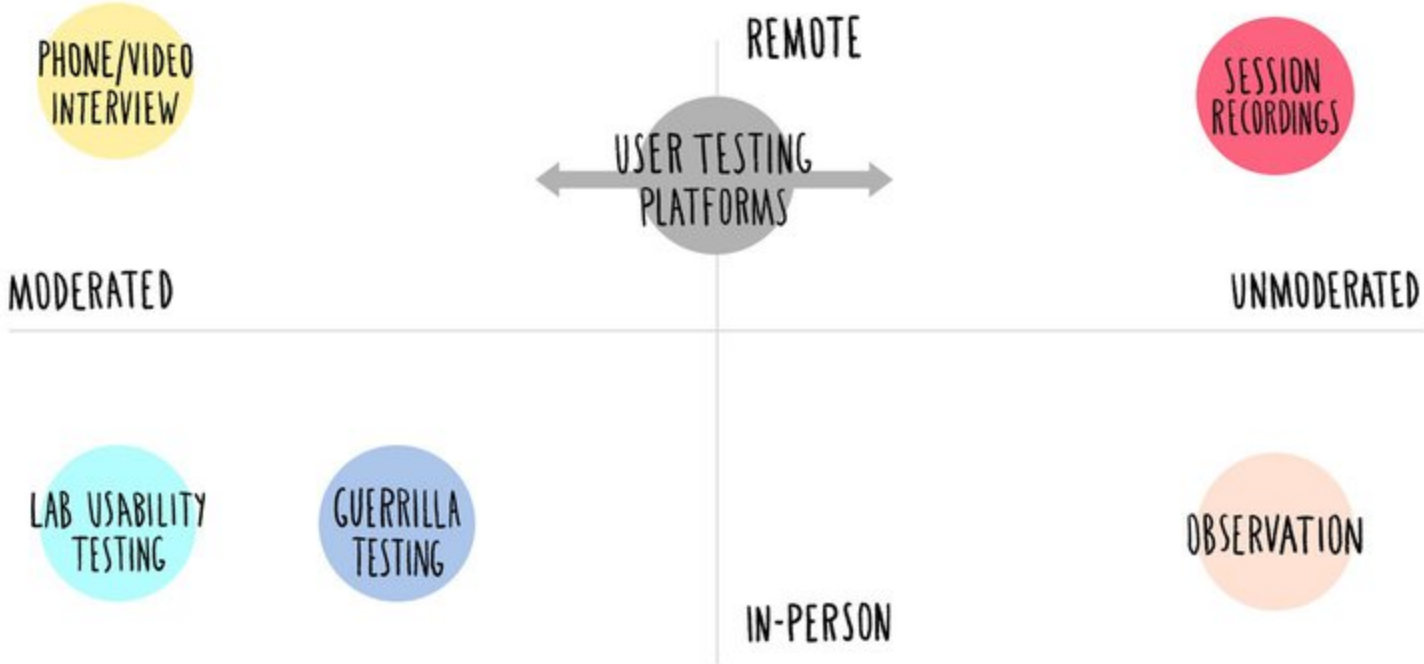 PHONE/VIDEO
INTERVIEW
REMOTE
USER TESTING
PLATFORMS
SESSION
RECORDINGS
MODERATED
UNMODERATED
LAB USABILITY
TESTING
GUERRILLA
TESTING
OBSERVATION
IN-PERSON